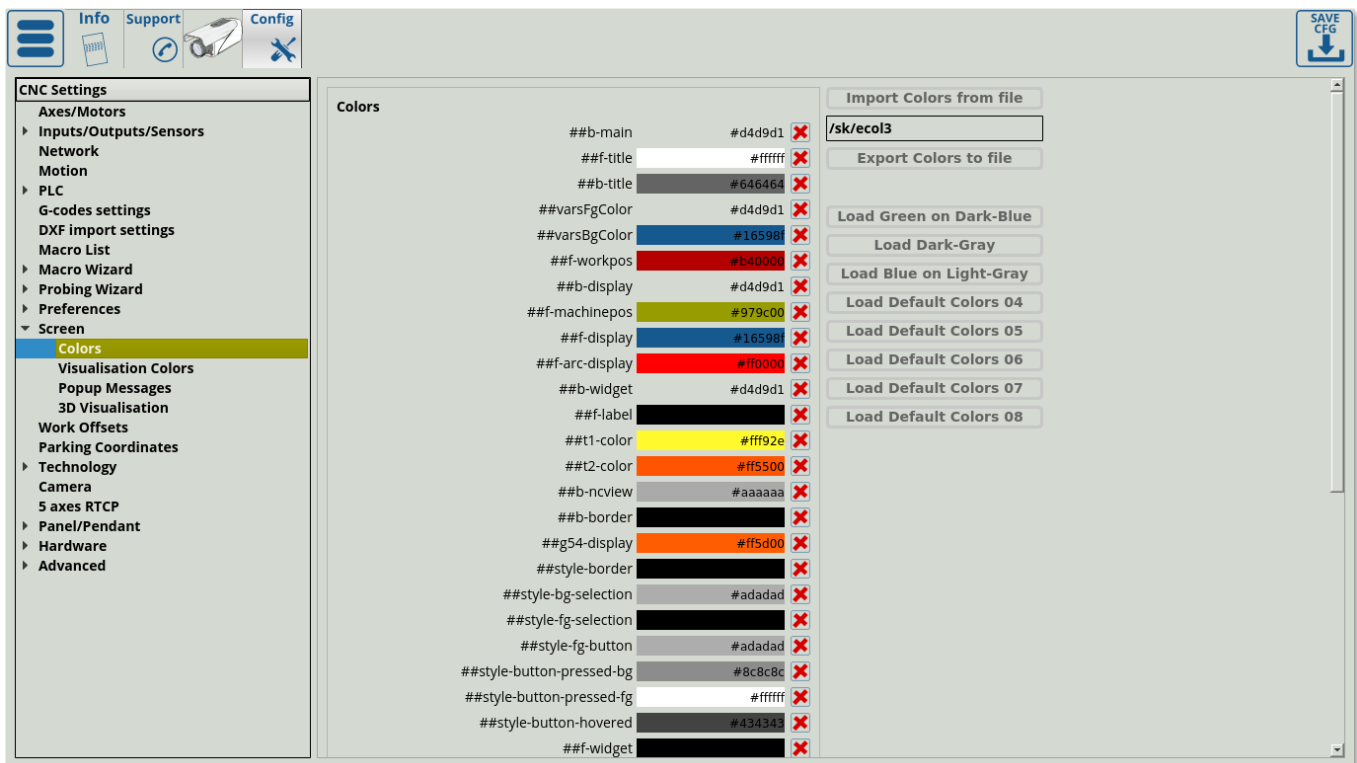 Info
Support
Config
SAVE
CFG
CNC Settings
Axes/Motors
Inputs/Outputs/Sensors
Network
Motion
PLC
G-codes settings
DXF import settings
Macro List
Macro Wizard
Probing Wizard
Preferences
Screen
Colors
Visualisation Colors
Popup Messages
3D Visualisation
Work Offsets
Parking Coordinates
Technology
Camera
5 axes RTCP
Panel/Pendant
Hardware
Advanced
Colors
##b-main #d4d9d1
##f-title #ffffff
##b-title #646464
##varsFgColor #d4d9d1
##varsBgColor #16598f
##f-workpos #b40000
##b-display #d4d9d1
##f-machinepos #979c00
##f-display #16598f
##f-arc-display #ff0000
##b-widget #d4d9d1
##f-label
##t1-color #fff92e
##t2-color #ff5500
##b-ncview #aaaaaa
##b-border
##g54-display #ff5d00
##style-border
##style-bg-selection #adadad
##style-fg-selection
##style-fg-button #adadad
##style-button-pressed-bg #8c8c8c
##style-button-pressed-fg #ffffff
##style-button-hovered #434343
##f-widget
Import Colors from file
/sk/ecol3
Export Colors to file
Load Green on Dark-Blue
Load Dark-Gray
Load Blue on Light-Gray
Load Default Colors 04
Load Default Colors 05
Load Default Colors 06
Load Default Colors 07
Load Default Colors 08